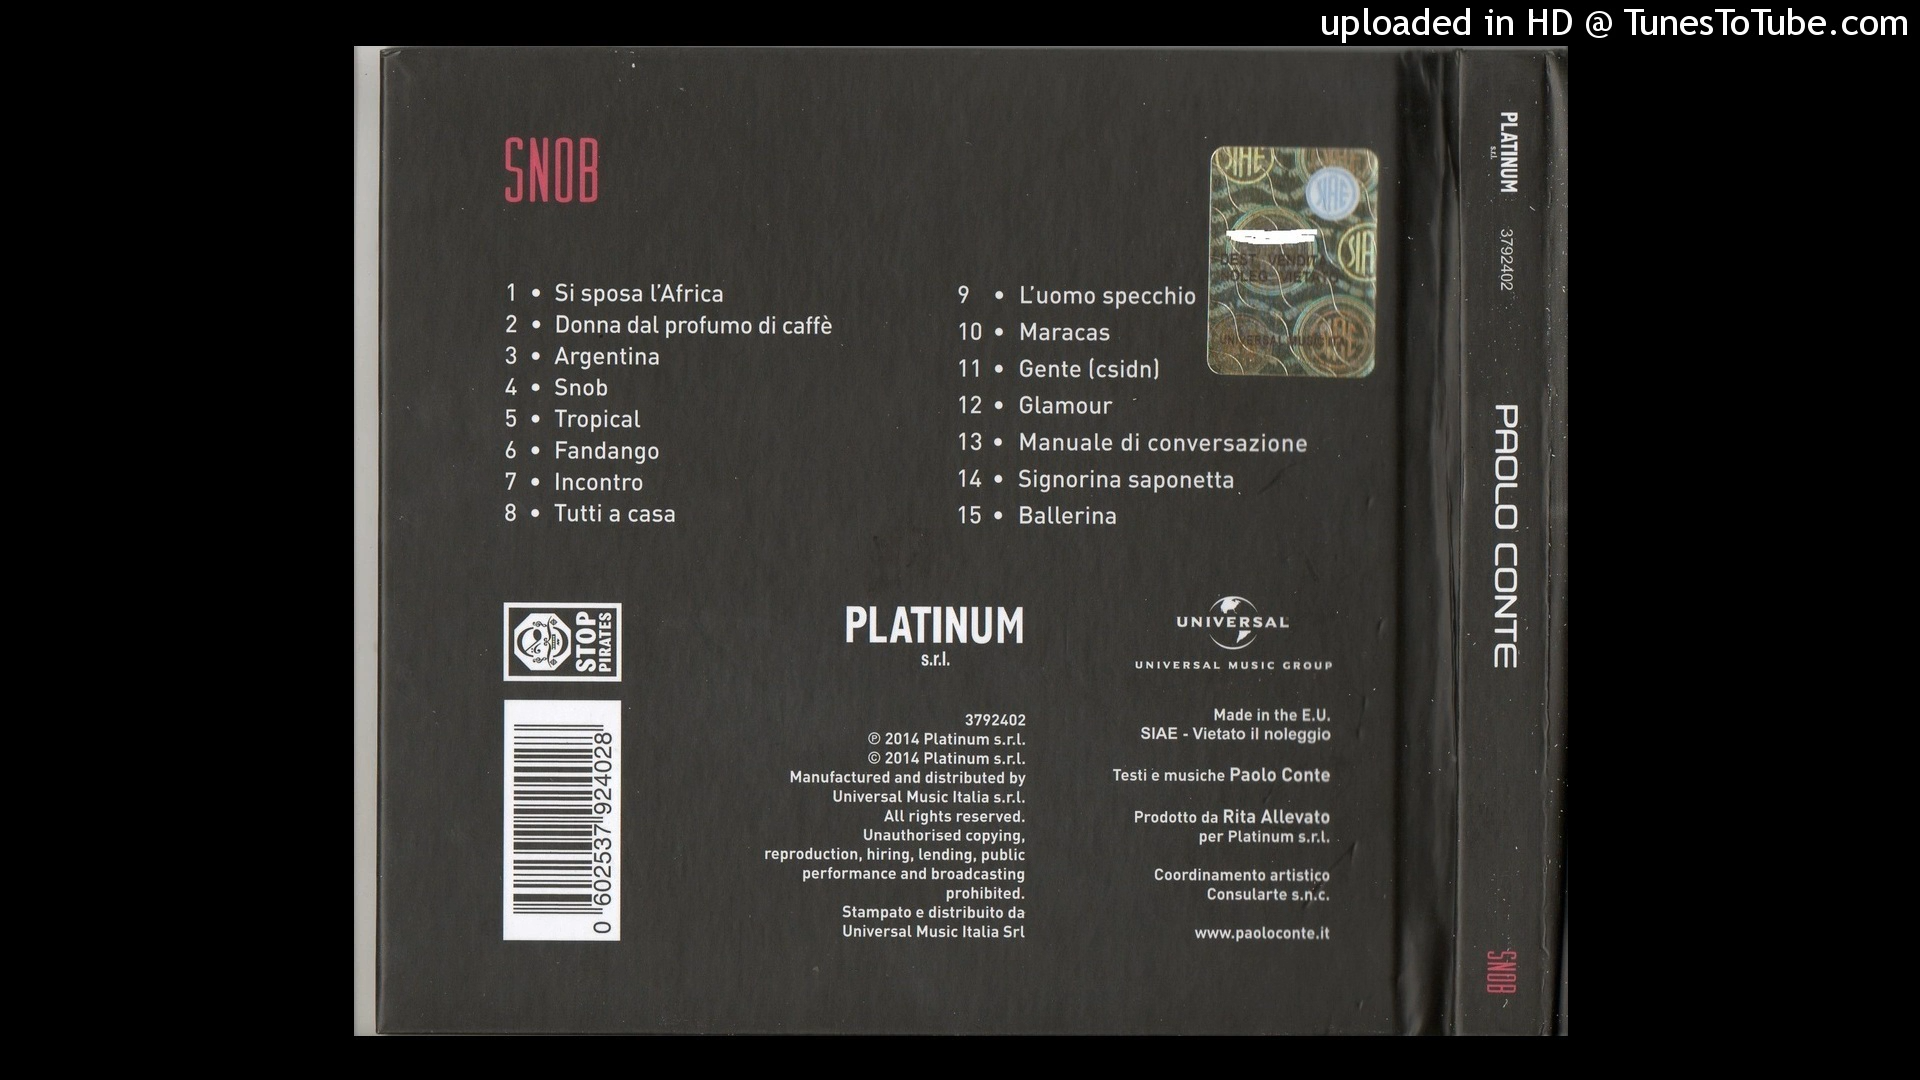 uploaded in HD @ TunesToTube.com
SNOB
1 • Si sposa l'Africa
2 • Donna dal profumo di caffè
3 • Argentina
4 • Snob
5 • Tropical
6 • Fandango
7 • Incontro
8 • Tutti a casa
9 • L'uomo specchio
10 • Maracas
11 • Gente (csidn)
12 • Glamour
13 • Manuale di conversazione
14 • Signorina saponetta
15 • Ballerina
SIAE
STOP
PIRATES
0 602537 924028
PLATINUM
s.r.l.
3792402
℗ 2014 Platinum s.r.l.
© 2014 Platinum s.r.l.
Manufactured and distributed by
Universal Music Italia s.r.l.
All rights reserved.
Unauthorised copying,
reproduction, hiring, lending, public
performance and broadcasting
prohibited.
Stampato e distribuito da
Universal Music Italia Srl
UNIVERSAL
UNIVERSAL MUSIC GROUP
Made in the E.U.
SIAE - Vietato il noleggio
Testi e musiche Paolo Conte
Prodotto da Rita Allevato
per Platinum s.r.l.
Coordinamento artistico
Consularte s.n.c.
www.paoloconte.it
PLATINUM
s.r.l.
3792402
PAOLO CONTE
SNOB